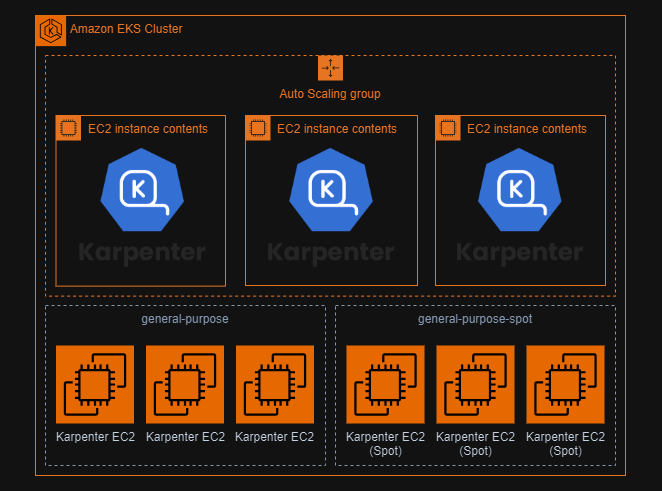 Amazon EKS Cluster
Auto Scaling group
EC2 instance contents
EC2 instance contents
EC2 instance contents
K
K
K
Karpenter
Karpenter
Karpenter
general-purpose
general-purpose-spot
Karpenter EC2
Karpenter EC2
Karpenter EC2
Karpenter EC2
(Spot)
Karpenter EC2
(Spot)
Karpenter EC2
(Spot)